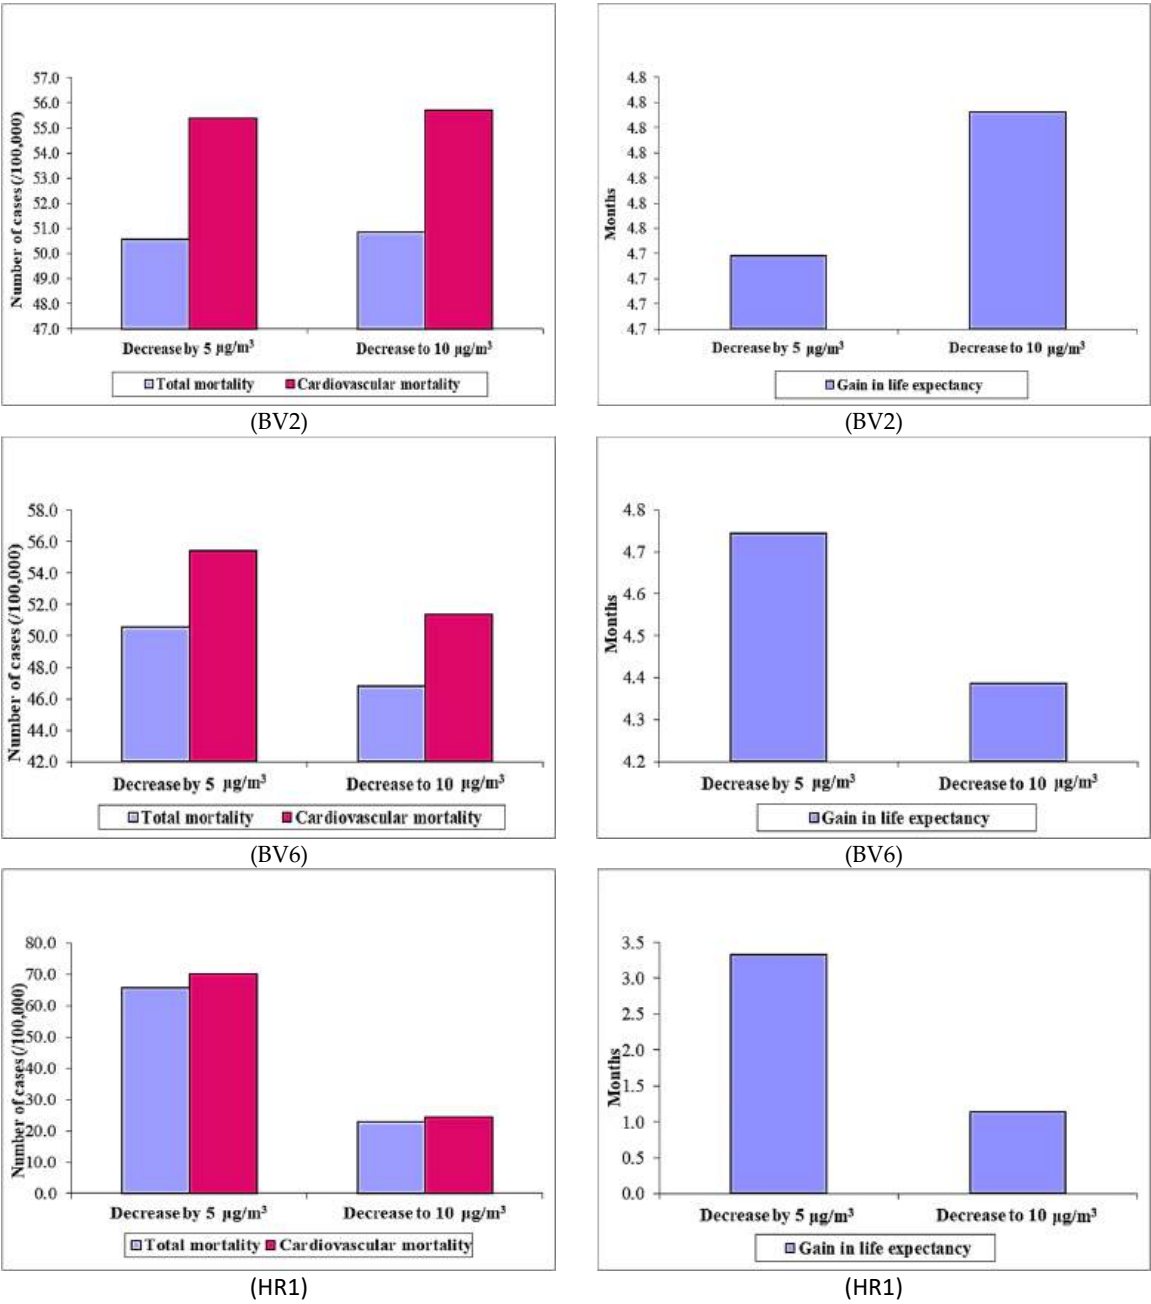 57.0
56.0
55.0
54.0
53.0
52.0
51.0
50.0
49.0
48.0
47.0
Number of cases (/100,000)
Decrease by 5 µg/m³
Decrease to 10 µg/m³
Total mortality
Cardiovascular mortality
(BV2)
4.8
4.8
4.8
4.8
4.8
4.8
4.8
4.7
4.7
4.7
4.7
Months
Decrease by 5 µg/m³
Decrease to 10 µg/m³
Gain in life expectancy
(BV2)
58.0
56.0
54.0
52.0
50.0
48.0
46.0
44.0
42.0
Number of cases (/100,000)
Decrease by 5 µg/m³
Decrease to 10 µg/m³
Total mortality
Cardiovascular mortality
(BV6)
4.8
4.7
4.6
4.5
4.4
4.3
4.2
Months
Decrease by 5 µg/m³
Decrease to 10 µg/m³
Gain in life expectancy
(BV6)
80.0
70.0
60.0
50.0
40.0
30.0
20.0
10.0
0.0
Number of cases (/100,000)
Decrease by 5 µg/m³
Decrease to 10 µg/m³
Total mortality
Cardiovascular mortality
(HR1)
3.5
3.0
2.5
2.0
1.5
1.0
0.5
0.0
Months
Decrease by 5 µg/m³
Decrease to 10 µg/m³
Gain in life expectancy
(HR1)